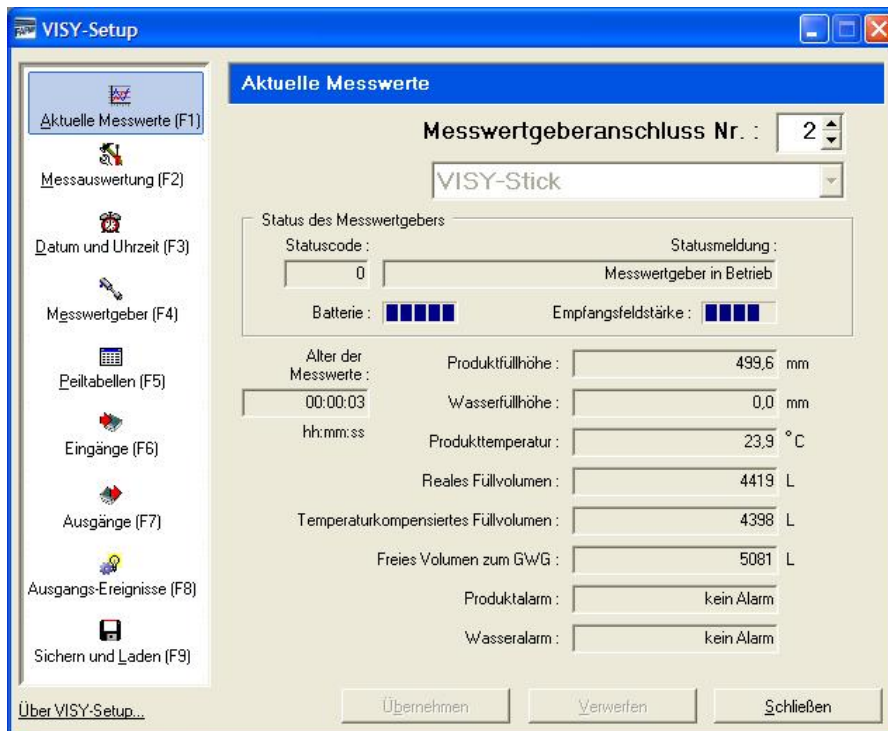 VISY-Setup
Aktuelle Messwerte (F1)
Messauswertung (F2)
Datum und Uhrzeit (F3)
Messwertgeber (F4)
Peiltabellen (F5)
Eingänge (F6)
Ausgänge (F7)
Ausgangs-Ereignisse (F8)
Sichern und Laden (F9)
Über VISY-Setup...
Aktuelle Messwerte
Messwertgeberanschluss Nr. : 2
VISY-Stick
Status des Messwertgebers
Statuscode : Statusmeldung :
0 Messwertgeber in Betrieb
Batterie : Empfangsfeldstärke :
Alter der
Messwerte :
00:00:03
hh:mm:ss
Produktfüllhöhe : 499,6 mm
Wasserfüllhöhe : 0,0 mm
Produkttemperatur : 23,9 °C
Reales Füllvolumen : 4419 L
Temperaturkompensiertes Füllvolumen : 4398 L
Freies Volumen zum GWG : 5081 L
Produktalarm : kein Alarm
Wasseralarm : kein Alarm
Übernehmen Verwerfen Schließen